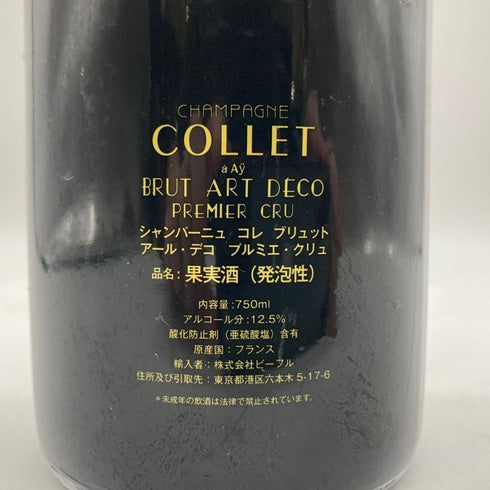 CHAMPAGNE
COLLET
à Aÿ
BRUT ART DECO
PREMIER CRU
シャンパーニュ コレ ブリュット
アール・デコ プルミエ・クリュ
品名：果実酒（発泡性）
内容量：750ml
アルコール分：12.5%
酸化防止剤（亜硫酸塩）含有
原産国：フランス
輸入者：株式会社ビーフル
住所及び引取先：東京都港区六本木5-17-6
＊未成年の飲酒は法律で禁止されています。